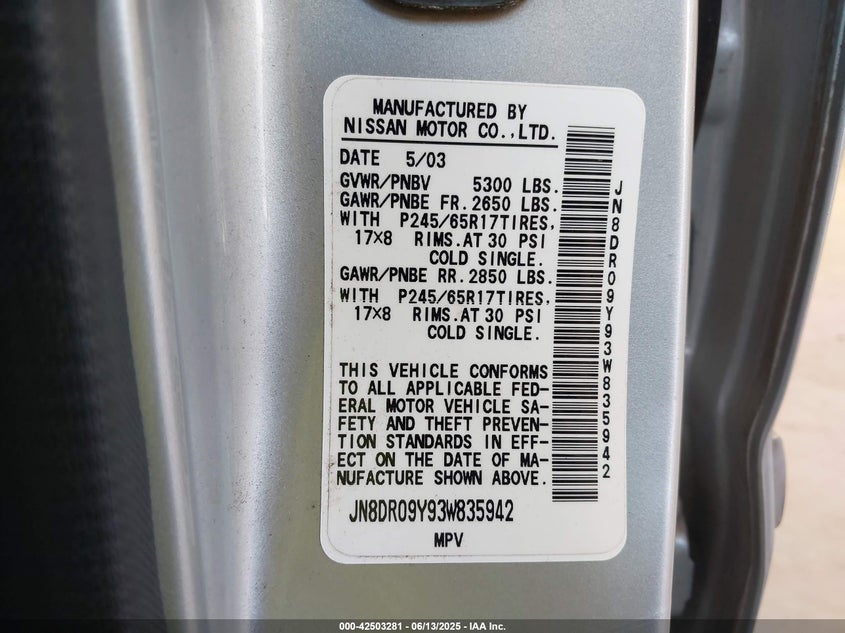 MANUFACTURED BY
NISSAN MOTOR CO.,LTD.
DATE 5/03
GVWR/PNBV 5300 LBS.
GAWR/PNBE FR.2650 LBS.
WITH P245/65R17TIRES,
17X8 RIMS.AT 30 PSI
COLD SINGLE.
GAWR/PNBE RR.2850 LBS.
WITH P245/65R17TIRES,
17X8 RIMS.AT 30 PSI
COLD SINGLE.
THIS VEHICLE CONFORMS
TO ALL APPLICABLE FED-
ERAL MOTOR VEHICLE SA-
FETY AND THEFT PREVEN-
TION STANDARDS IN EFF-
ECT ON THE DATE OF MA-
NUFACTURE SHOWN ABOVE.
JN8DR09Y93W835942
MPV
JN8DR09Y93W835942
000-42503281 - 06/13/2025 - IAA Inc.